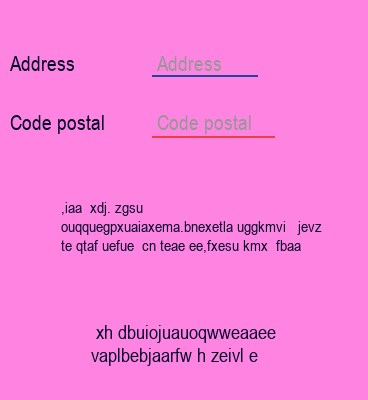 Address Address
Code postal Code postal
,iaa xdj. zgsu
ouqquegpxuaiaxema.bnexetla uggkmvi jevz
te qtaf uefue cn teae ee,fxesu kmx fbaa
xh dbuiojuauoqwweaaee
vaplbebjaarfw h zeivl e